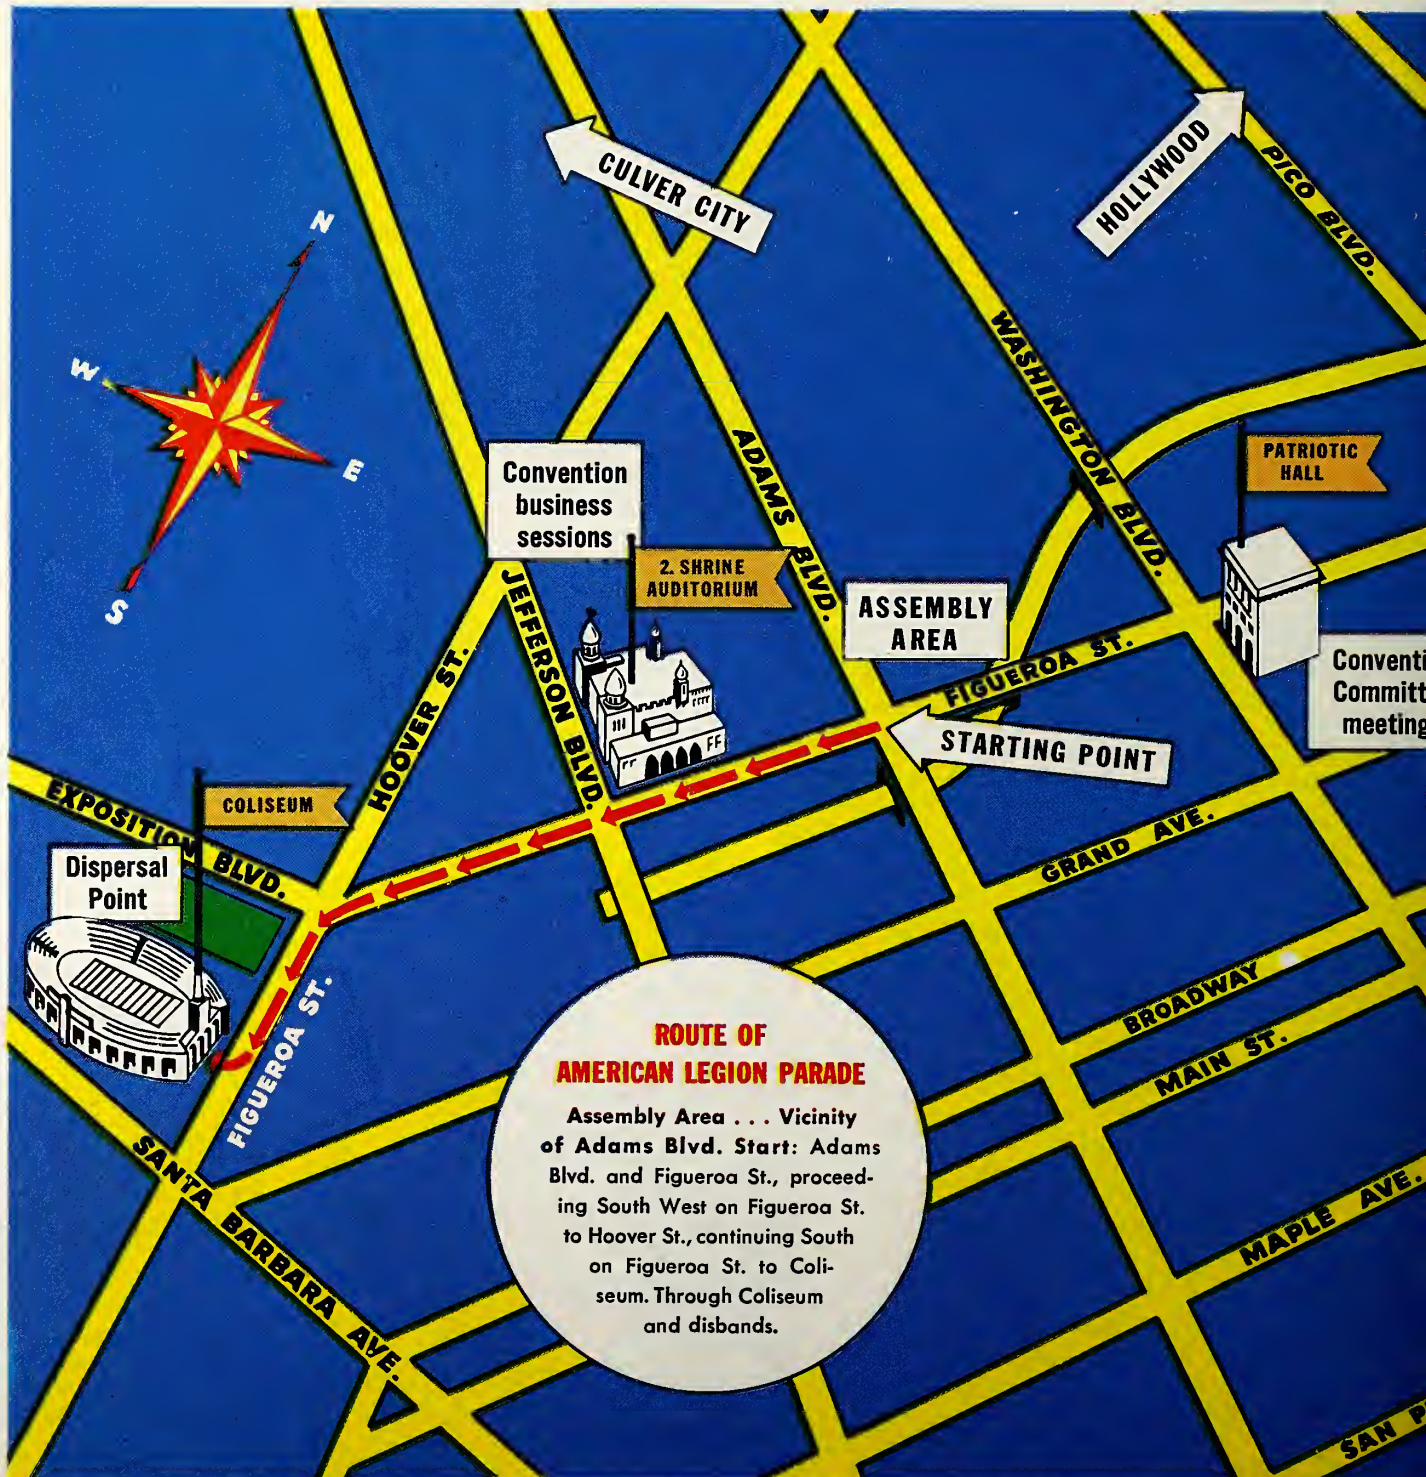 N
W
E
S
CULVER CITY
HOLLYWOOD
PICO BLVD.
WASHINGTON BLVD.
ADAMS BLVD.
PATRIOTIC
HALL
Convention
business
sessions
2. SHRINE
AUDITORIUM
ASSEMBLY
AREA
JEFFERSON BLVD.
HOOVER ST.
FIGUEROA ST.
STARTING POINT
Conventi
Committ
meeting
EXPOSITION BLVD.
COLISEUM
Dispersal
Point
GRAND AVE.
BROADWAY
MAIN ST.
FIGUEROA ST.
SANTA BARBARA AVE.
MAPLE AVE.
SAN P
ROUTE OF
AMERICAN LEGION PARADE
Assembly Area . . . Vicinity
of Adams Blvd. Start: Adams
Blvd. and Figueroa St., proceed-
ing South West on Figueroa St.
to Hoover St., continuing South
on Figueroa St. to Coli-
seum. Through Coliseum
and disbands.